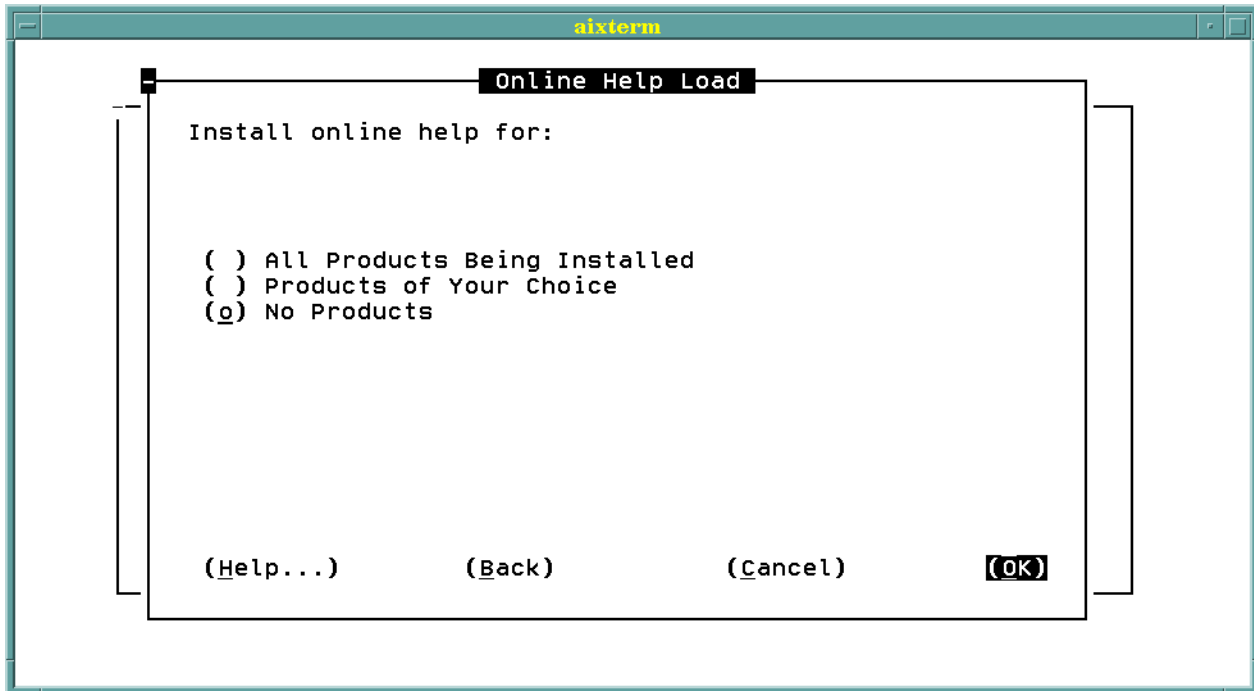 aixterm
Online Help Load
Install online help for:
( ) All Products Being Installed
( ) Products of Your Choice
(o) No Products
(Help...) (Back) (Cancel) (OK)